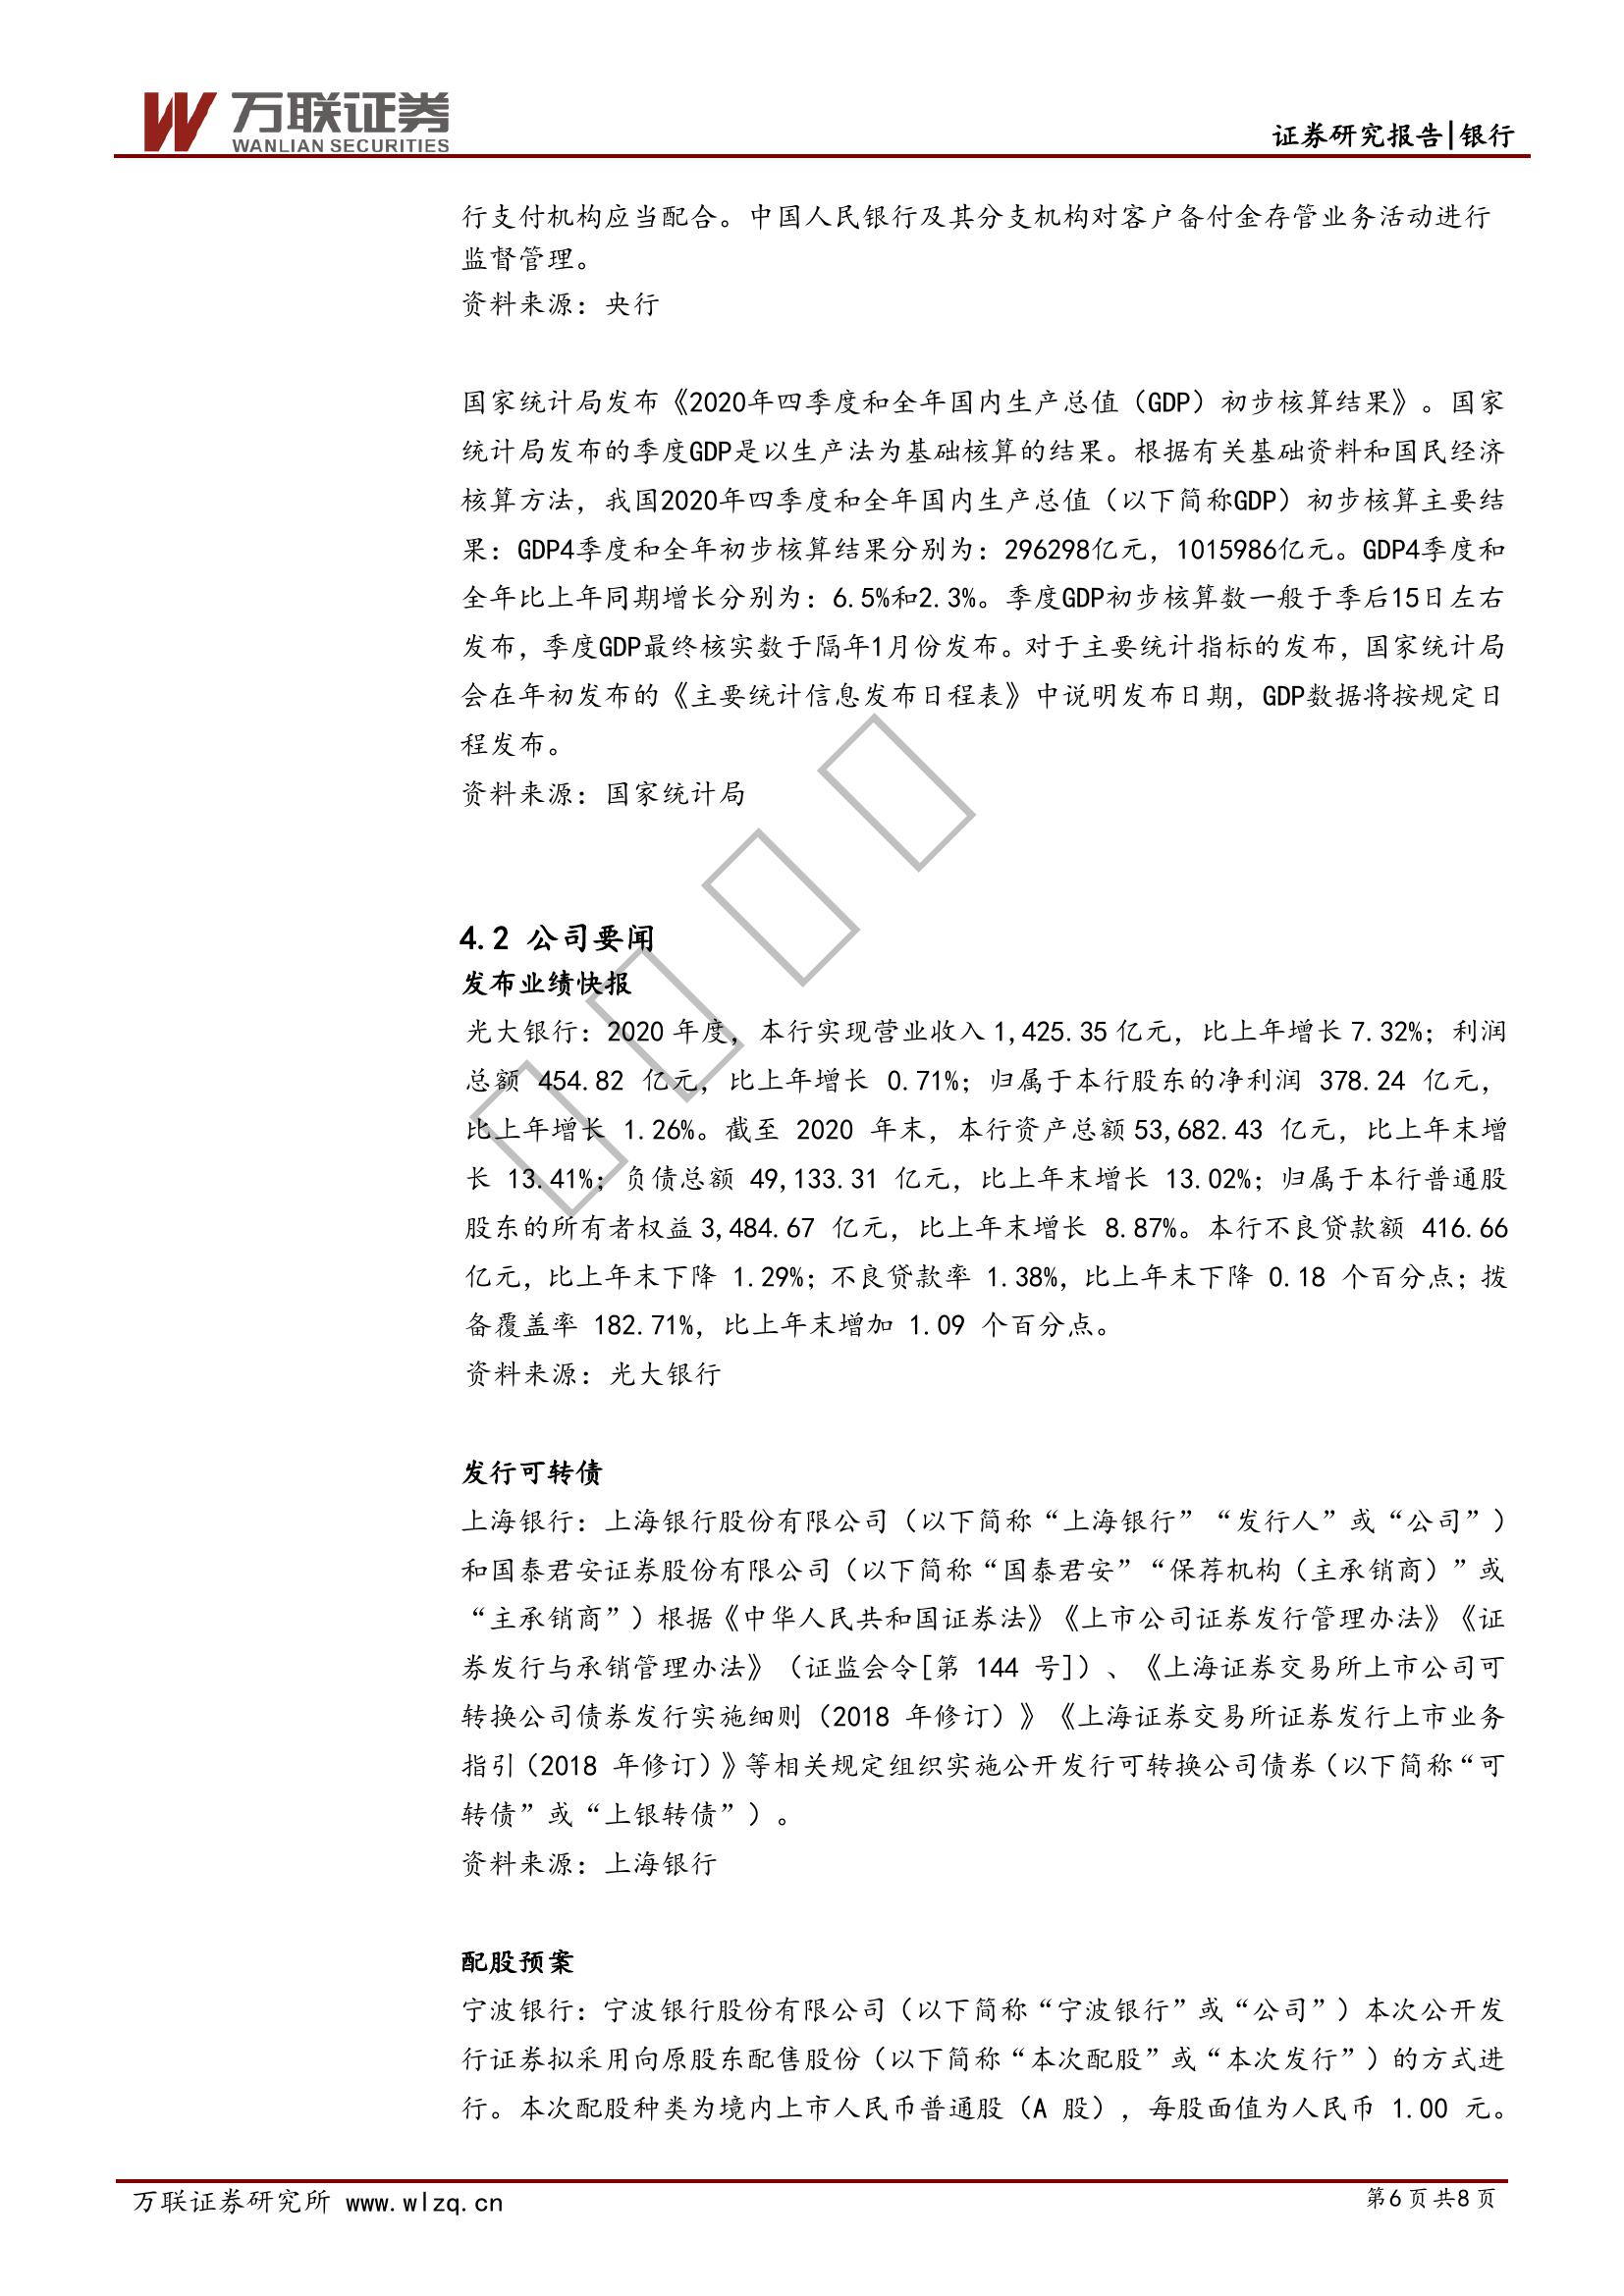 万联证券
WANLIAN SECURITIES
证券研究报告|银行
行支付机构应当配合。中国人民银行及其分支机构对客户备付金存管业务活动进行
监督管理。
资料来源：央行
国家统计局发布《2020年四季度和全年国内生产总值（GDP）初步核算结果》。国家
统计局发布的季度GDP是以生产法为基础核算的结果。根据有关基础资料和国民经济
核算方法，我国2020年四季度和全年国内生产总值（以下简称GDP）初步核算主要结
果：GDP4季度和全年初步核算结果分别为：296298亿元，1015986亿元。GDP4季度和
全年比上年同期增长分别为：6.5%和2.3%。季度GDP初步核算数一般于季后15日左右
发布，季度GDP最终核实数于隔年1月份发布。对于主要统计指标的发布，国家统计局
会在年初发布的《主要统计信息发布日程表》中说明发布日期，GDP数据将按规定日
程发布。
资料来源：国家统计局
4.2 公司要闻
发布业绩快报
光大银行：2020 年度，本行实现营业收入 1,425.35 亿元，比上年增长 7.32%；利润
总额 454.82 亿元，比上年增长 0.71%；归属于本行股东的净利润 378.24 亿元，
比上年增长 1.26%。截至 2020 年末，本行资产总额 53,682.43 亿元，比上年末增
长 13.41%；负债总额 49,133.31 亿元，比上年末增长 13.02%；归属于本行普通股
股东的所有者权益 3,484.67 亿元，比上年末增长 8.87%。本行不良贷款额 416.66
亿元，比上年末下降 1.29%；不良贷款率 1.38%，比上年末下降 0.18 个百分点；拨
备覆盖率 182.71%，比上年末增加 1.09 个百分点。
资料来源：光大银行
发行可转债
上海银行：上海银行股份有限公司（以下简称“上海银行”“发行人”或“公司”）
和国泰君安证券股份有限公司（以下简称“国泰君安”“保荐机构（主承销商）”或
“主承销商”）根据《中华人民共和国证券法》《上市公司证券发行管理办法》《证
券发行与承销管理办法》（证监会令[第 144 号]）、《上海证券交易所上市公司可
转换公司债券发行实施细则（2018 年修订）》《上海证券交易所证券发行上市业务
指引（2018 年修订）》等相关规定组织实施公开发行可转换公司债券（以下简称“可
转债”或“上银转债”）。
资料来源：上海银行
配股预案
宁波银行：宁波银行股份有限公司（以下简称“宁波银行”或“公司”）本次公开发
行证券拟采用向原股东配售股份（以下简称“本次配股”或“本次发行”）的方式进
行。本次配股种类为境内上市人民币普通股（A 股），每股面值为人民币 1.00 元。
万联证券研究所 www.wlzq.cn
第6页共8页